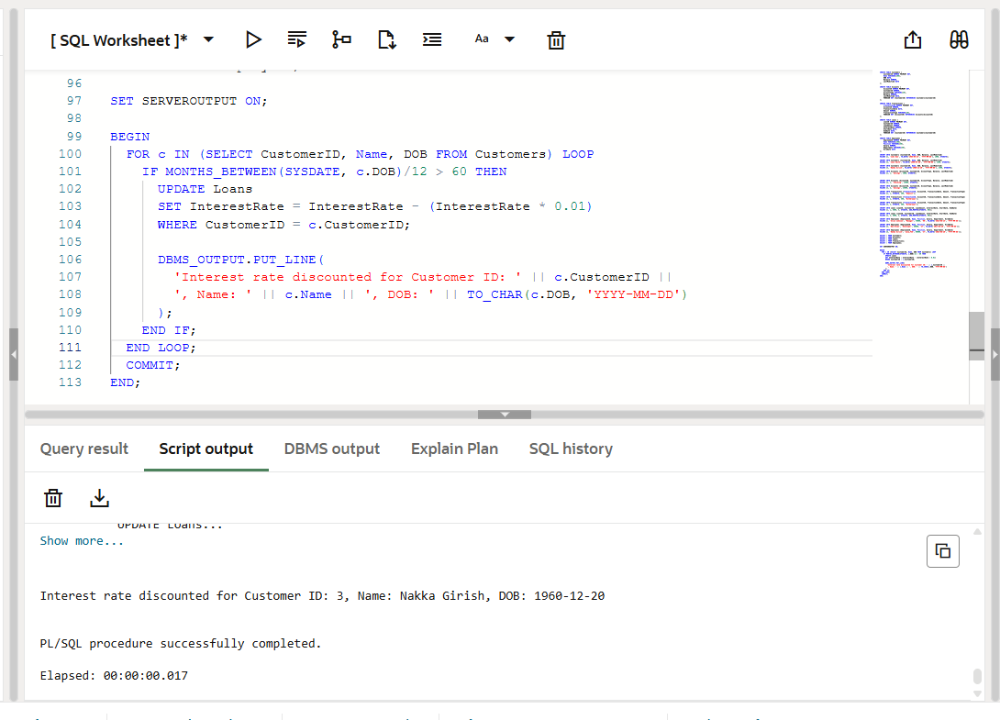 [ SQL Worksheet ]*
Aa
96
97 SET SERVEROUTPUT ON;
98
99 BEGIN
100 FOR c IN (SELECT CustomerID, Name, DOB FROM Customers) LOOP
101 IF MONTHS_BETWEEN(SYSDATE, c.DOB)/12 > 60 THEN
102 UPDATE Loans
103 SET InterestRate = InterestRate - (InterestRate * 0.01)
104 WHERE CustomerID = c.CustomerID;
105
106 DBMS_OUTPUT.PUT_LINE(
107 'Interest rate discounted for Customer ID: ' || c.CustomerID ||
108 ', Name: ' || c.Name || ', DOB: ' || TO_CHAR(c.DOB, 'YYYY-MM-DD')
109 );
110 END IF;
111 END LOOP;
112 COMMIT;
113 END;
Query result Script output DBMS output Explain Plan SQL history
UPDATE Loans...
Show more...
Interest rate discounted for Customer ID: 3, Name: Nakka Girish, DOB: 1960-12-20
PL/SQL procedure successfully completed.
Elapsed: 00:00:00.017